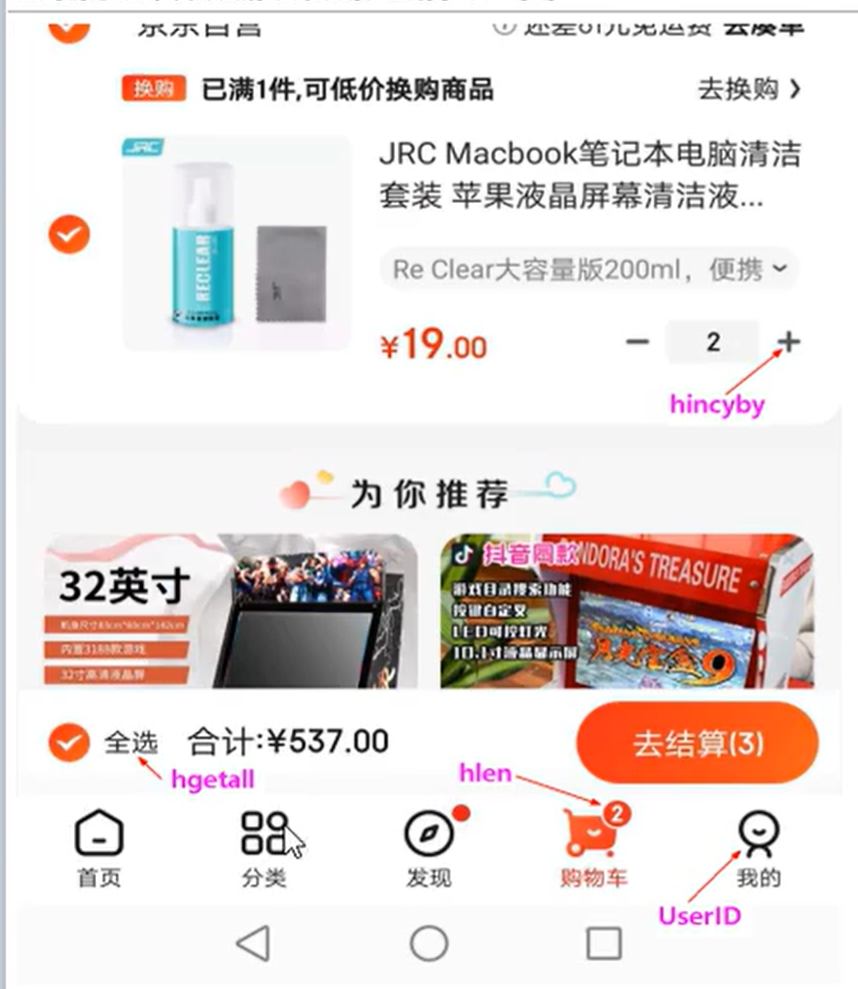 京东自营
还差61元免运费 去凑单
换购 已满1件,可低价换购商品 去换购
JRC
JRC Macbook笔记本电脑清洁
套装 苹果液晶屏幕清洁液...
RECLEAR
Re Clear大容量版200ml，便携
¥19.00
2
hincyby
为你推荐
32英寸
内置3188款游戏
32寸高清液晶屏
抖音同款
PANDORA'S TREASURE
游戏目录搜索功能
按键自定义
LED可控灯光
10.1寸液晶显示屏
月光宝盒9
全选 合计:¥537.00 去结算(3)
hgetall
hlen
2
首页 分类 发现 购物车 我的
UserID